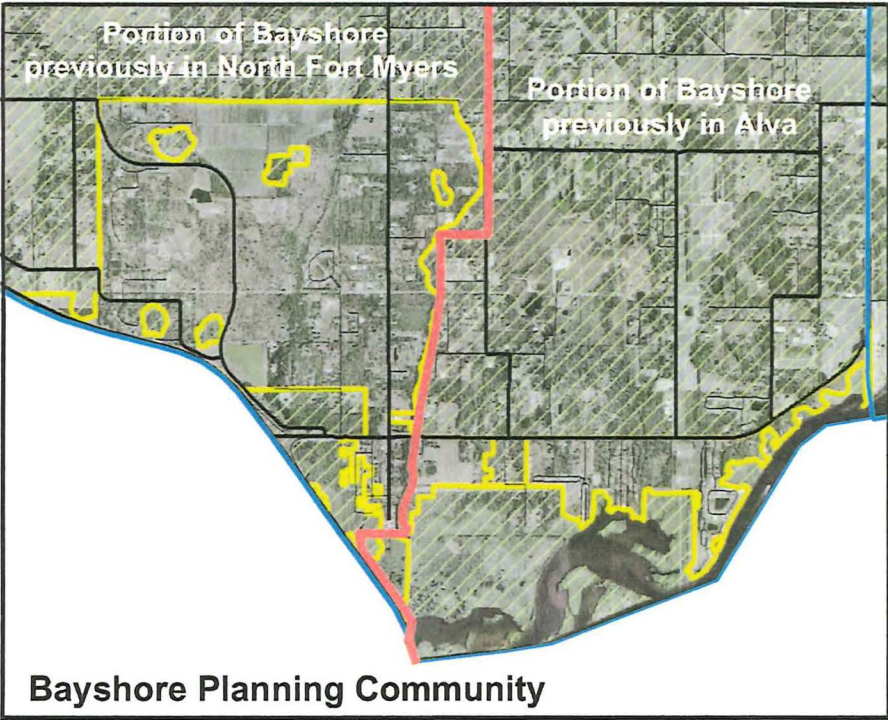 Portion of Bayshore
previously in North Fort Myers
Portion of Bayshore
previously in Alva
Bayshore Planning Community